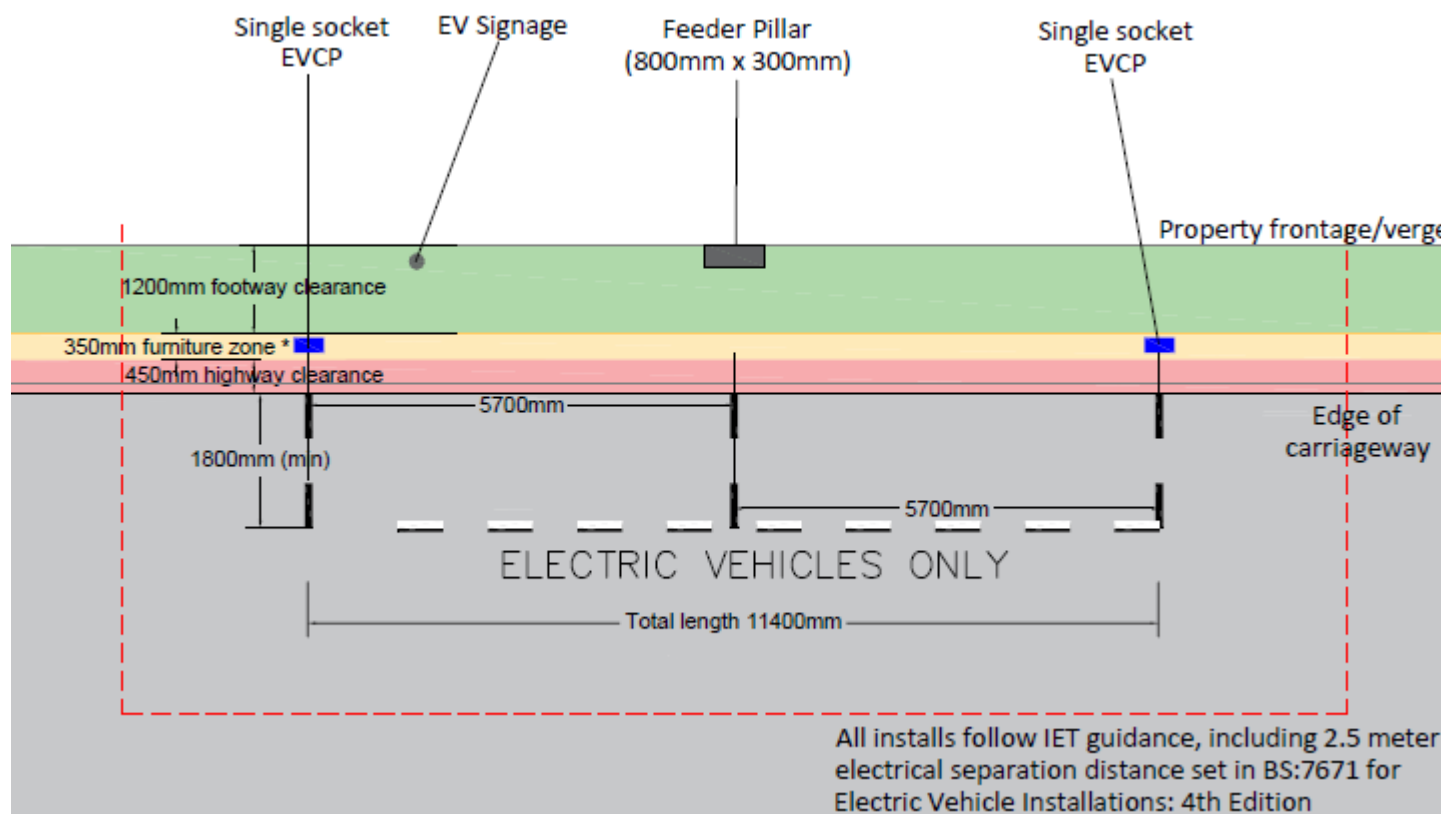 Single socket
EVCP
EV Signage
Feeder Pillar
(800mm x 300mm)
Single socket
EVCP
Property frontage/verge
1200mm footway clearance
350mm furniture zone *
450mm highway clearance
5700mm
Edge of
carriageway
1800mm (min)
5700mm
ELECTRIC VEHICLES ONLY
Total length 11400mm
All installs follow IET guidance, including 2.5 meter
electrical separation distance set in BS:7671 for
Electric Vehicle Installations: 4th Edition